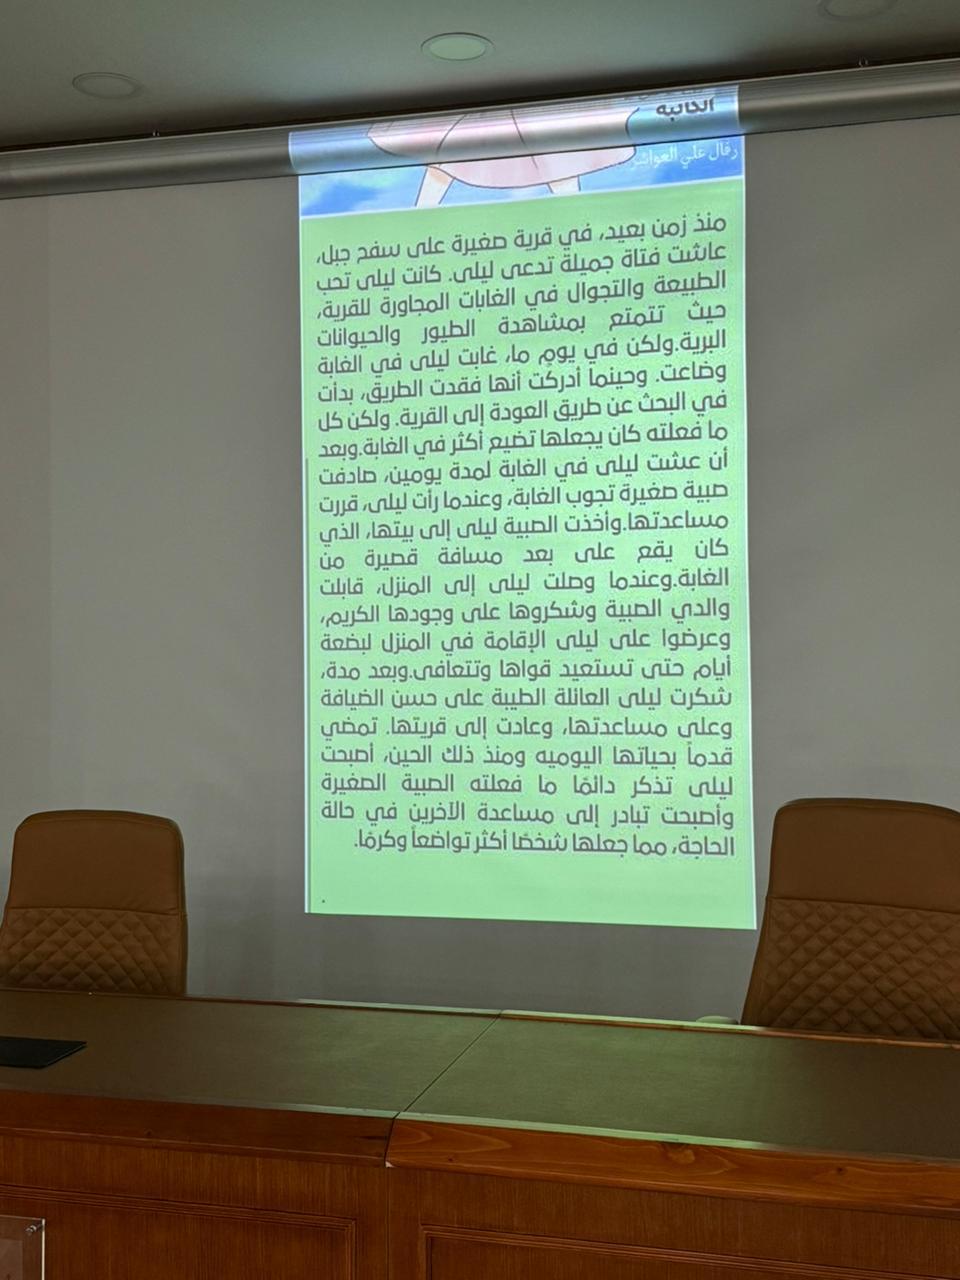 رفال علي
منذ زمن بعيد، في قرية صغيرة على سفح جبل،
عاشت فتاة جميلة تدعى ليلى. كانت ليلى تحب
الطبيعة والتجوال في الغابات المجاورة للقرية،
حيث تتمتع بمشاهدة الطيور والحيوانات
البرية.ولكن في يومٍ ما، غابت ليلى في الغابة
وضاعت. وحينما أدركت أنها فقدت الطريق، بدأت
في البحث عن طريق العودة إلى القرية. ولكن كل
ما فعلته كان يجعلها تضيع أكثر في الغابة.وبعد
أن عشت ليلى في الغابة لمدة يومين، صادفت
صبية صغيرة تجوب الغابة، وعندما رأت ليلى، قررت
مساعدتها.وأخذت الصبية ليلى إلى بيتها، الذي
كان يقع على بعد مسافة قصيرة من
الغابة.وعندما وصلت ليلى إلى المنزل، قابلت
والدي الصبية وشكروها على وجودها الكريم،
وعرضوا على ليلى الإقامة في المنزل لبضعة
أيام حتى تستعيد قواها وتتعافى.وبعد مدة،
شكرت ليلى العائلة الطيبة على حسن الضيافة
وعلى مساعدتها، وعادت إلى قريتها. تمضي
قدماً بحياتها اليوميه ومنذ ذلك الحين، أصبحت
ليلى تذكر دائمًا ما فعلته الصبية الصغيرة
وأصبحت تبادر إلى مساعدة الآخرين في حالة
الحاجة، مما جعلها شخصًا أكثر تواضعاً وكرمًا.